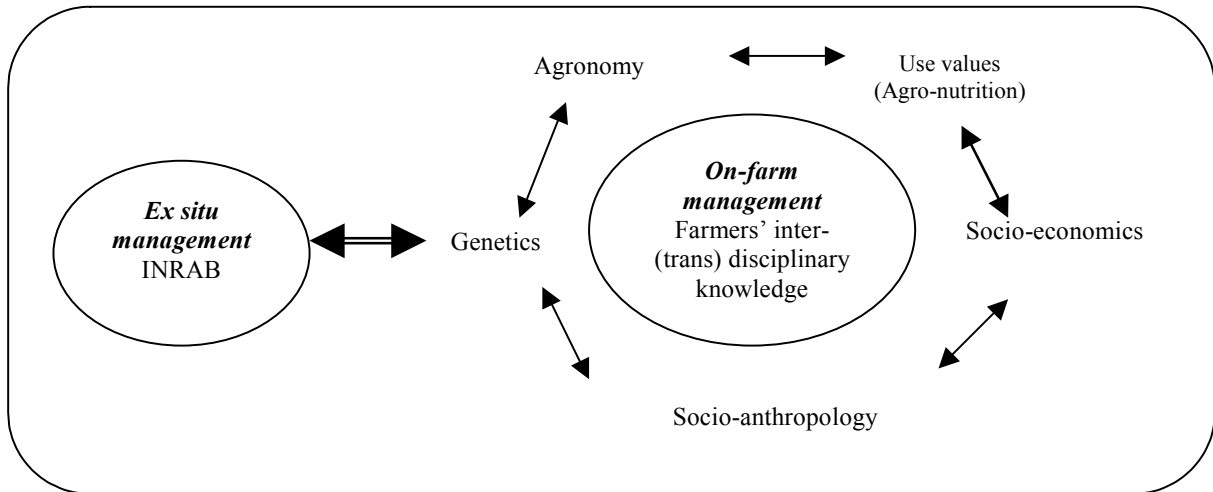 Agronomy
Use values
(Agro-nutrition)
Ex situ
management
INRAB
Genetics
On-farm
management
Farmers’ inter-
(trans) disciplinary
knowledge
Socio-economics
Socio-anthropology